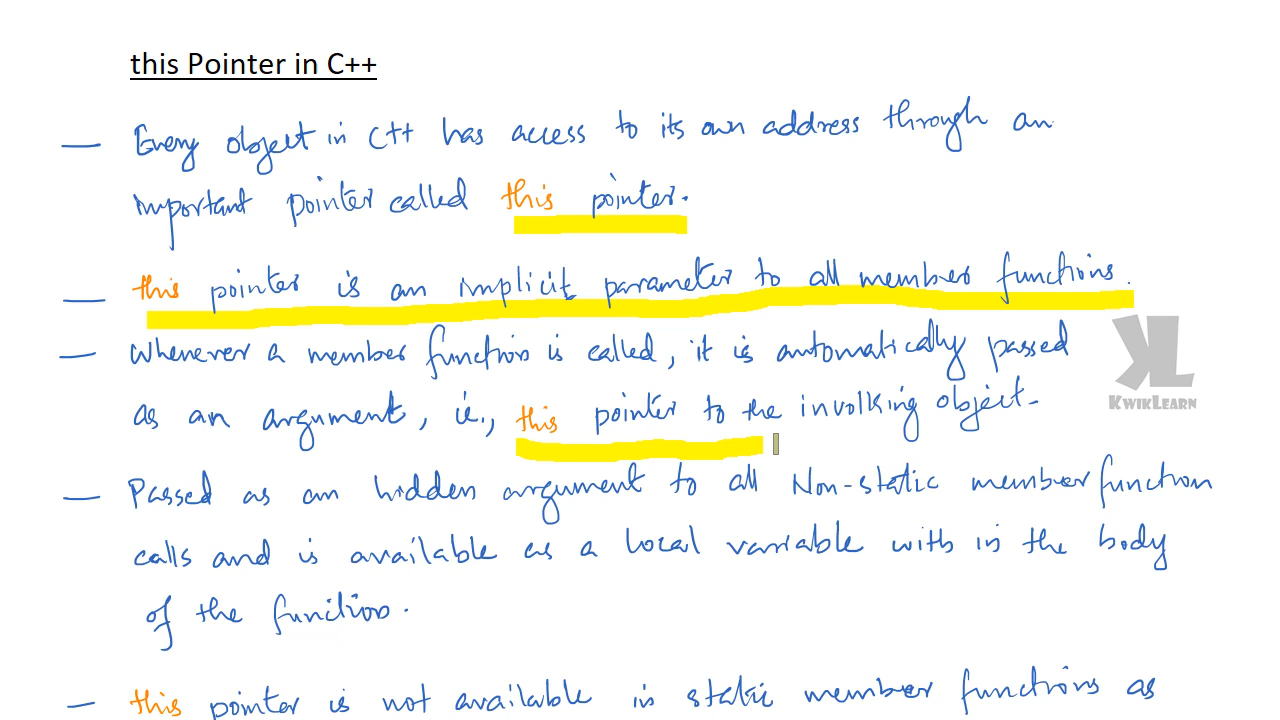 this Pointer in C++
— Every object in C++ has access to its own address through an
important pointer called this pointer.
— this pointer is an implicit parameter to all member functions.
— Whenever a member function is called, it is automatically passed
as an argument, i.e., this pointer to the involking object.
— Passed as an hidden argument to all Non-static member function
calls and is available as a local variable with in the body
of the function.
— this pointer is not available in static member functions as
KL
KwikLearn